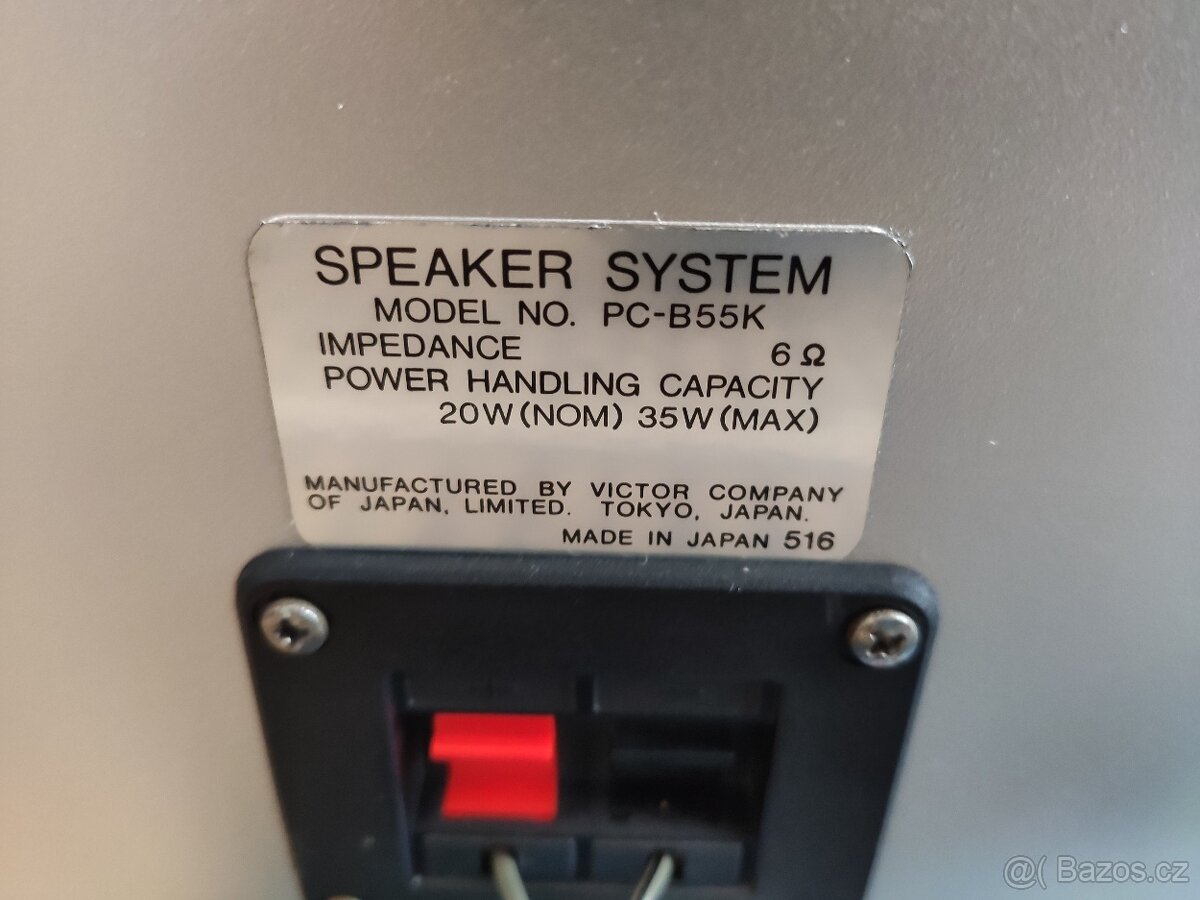 SPEAKER SYSTEM
MODEL NO. PC-B55K
IMPEDANCE 6 Ω
POWER HANDLING CAPACITY
20W (NOM) 35W (MAX)
MANUFACTURED BY VICTOR COMPANY
OF JAPAN, LIMITED. TOKYO, JAPAN.
MADE IN JAPAN 516
@( Bazos.cz